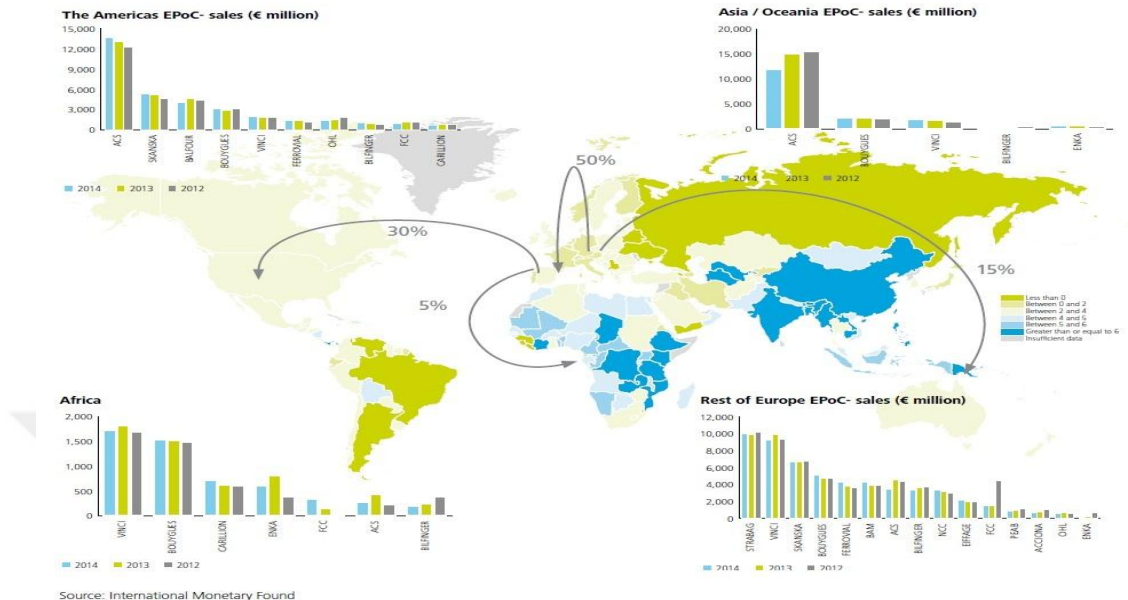 The Americas EPoC- sales (€ million)
15,000
12,000
9,000
6,000
3,000
0
ACS
SKANSKA
BALFOUR
BOUYGUES
VINCI
FERROVIAL
OHL
BILFINGER
FCC
CARILLION
2014 2013 2012
Asia / Oceania EPoC- sales (€ million)
20,000
15,000
10,000
5,000
0
ACS
BOUYGUES
VINCI
BILFINGER
ENKA
2014 2013 2012
50%
30%
15%
5%
Less than 0
Between 0 and 2
Between 2 and 4
Between 4 and 5
Between 5 and 6
Greater than or equal to 6
Insufficient data
Africa
2,000
1,500
1,000
500
0
VINCI
BOUYGUES
CARILLION
ENKA
FCC
ACS
BILFINGER
2014 2013 2012
Rest of Europe EPoC- sales (€ million)
12,000
10,000
8,000
6,000
4,000
2,000
0
STRABAG
VINCI
SKANSKA
BOUYGUES
FERROVIAL
BAM
ACS
BILFINGER
NCC
EIFFAGE
FCC
PEAB
ACCIONA
OHL
ENKA
2014 2013 2012
Source: International Monetary Found